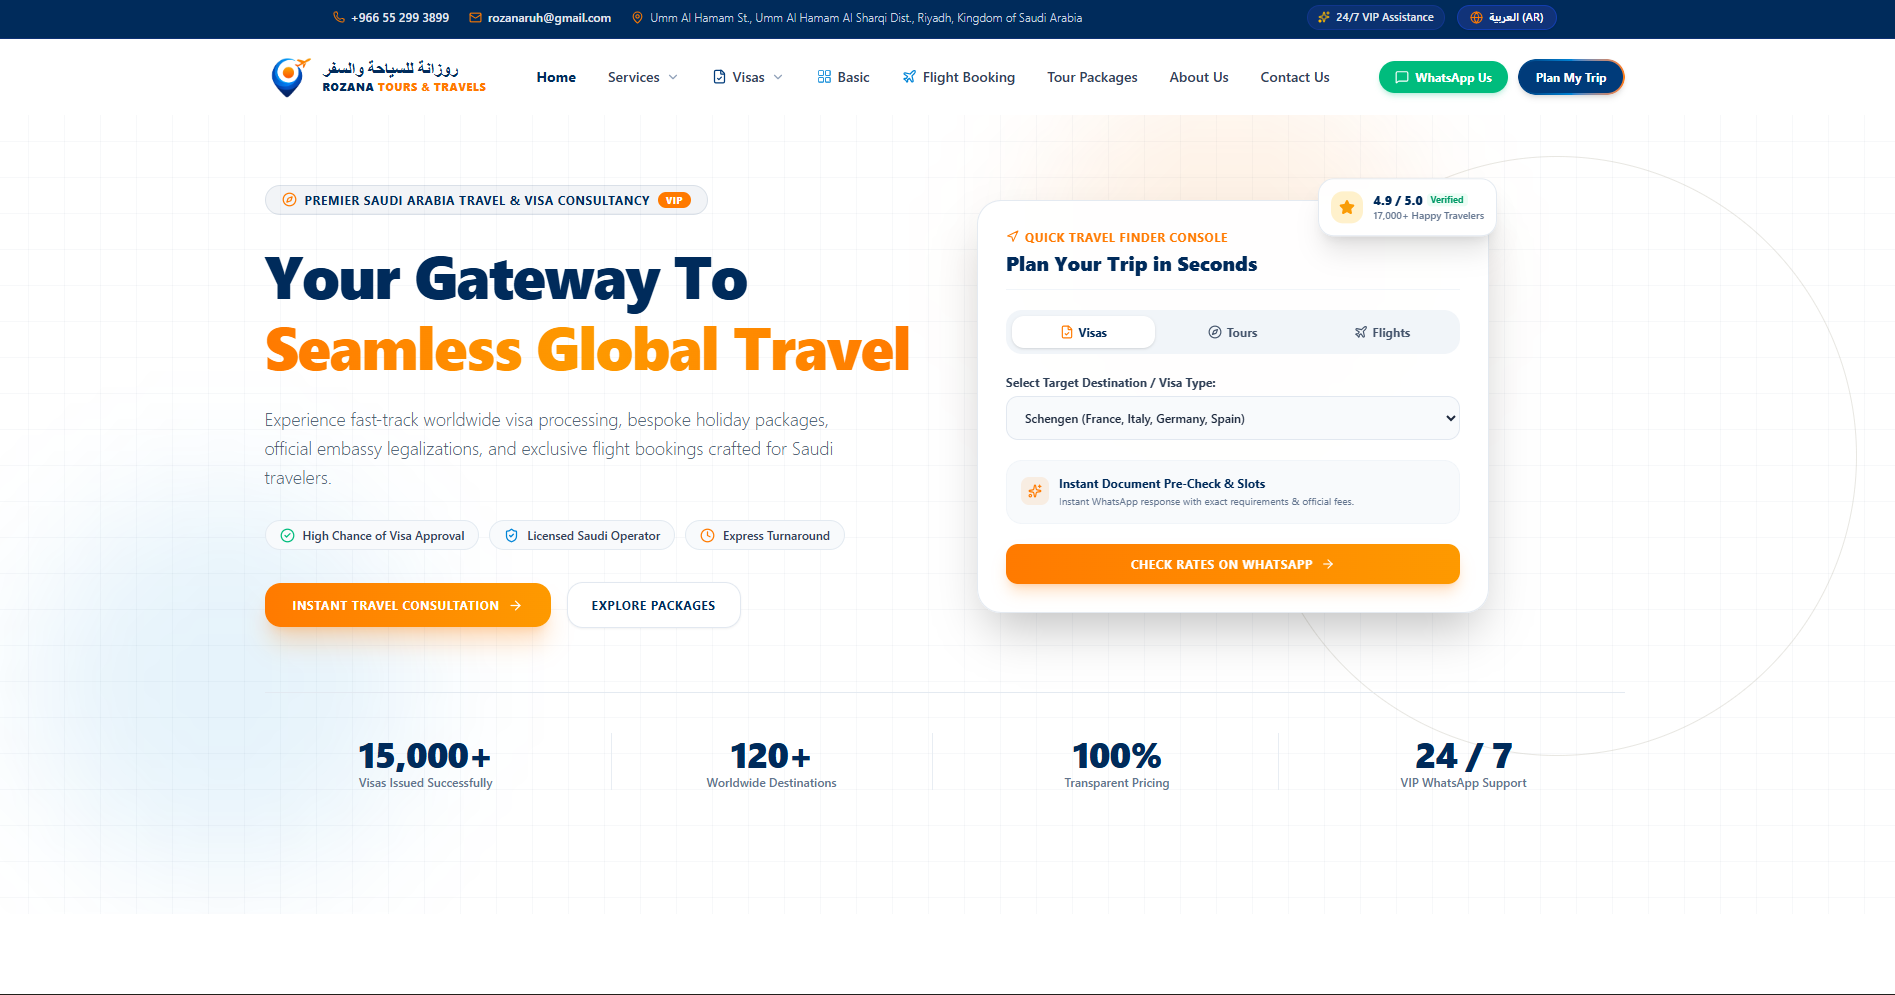 +966 55 299 3899
rozanaruh@gmail.com
Umm Al Hamam St., Umm Al Hamam Al Sharqi Dist., Riyadh, Kingdom of Saudi Arabia
24/7 VIP Assistance
العربية (AR)
روزانة للسياحة والسفر
ROZANA TOURS & TRAVELS
Home
Services
Visas
Basic
Flight Booking
Tour Packages
About Us
Contact Us
WhatsApp Us
Plan My Trip
PREMIER SAUDI ARABIA TRAVEL & VISA CONSULTANCY VIP
Your Gateway To
Seamless Global Travel
Experience fast-track worldwide visa processing, bespoke holiday packages,
official embassy legalizations, and exclusive flight bookings crafted for Saudi
travelers.
High Chance of Visa Approval
Licensed Saudi Operator
Express Turnaround
INSTANT TRAVEL CONSULTATION
EXPLORE PACKAGES
4.9 / 5.0 Verified
17,000+ Happy Travelers
QUICK TRAVEL FINDER CONSOLE
Plan Your Trip in Seconds
Visas
Tours
Flights
Select Target Destination / Visa Type:
Schengen (France, Italy, Germany, Spain)
Instant Document Pre-Check & Slots
Instant WhatsApp response with exact requirements & official fees.
CHECK RATES ON WHATSAPP
15,000+
Visas Issued Successfully
120+
Worldwide Destinations
100%
Transparent Pricing
24 / 7
VIP WhatsApp Support